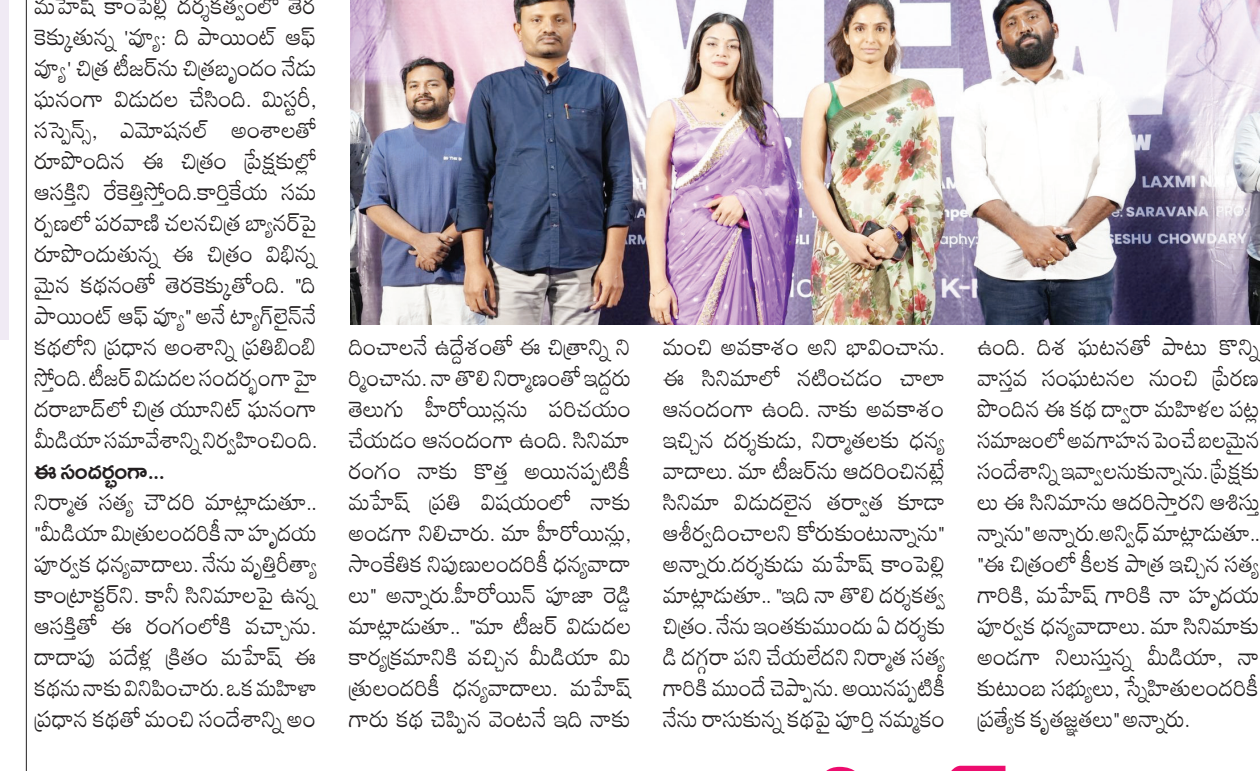 మహేష్ కాంపెల్లి దర్శకత్వంలో తెర
కెక్కుతున్న 'వ్యూ: ది పాయింట్ ఆఫ్
వ్యూ' చిత్ర టీజర్‌ను చిత్రబృందం నేడు
ఘనంగా విడుదల చేసింది. మిస్టరీ,
సస్పెన్స్, ఎమోషనల్ అంశాలతో
రూపొందిన ఈ చిత్రం ప్రేక్షకుల్లో
ఆసక్తిని రేకెత్తిస్తోంది.కార్తికేయ సమ
ర్పణలో పరవాణి చలనచిత్ర బ్యానర్‌పై
రూపొందుతున్న ఈ చిత్రం విభిన్న
మైన కథనంతో తెరకెక్కుతోంది. "ది
పాయింట్ ఆఫ్ వ్యూ" అనే ట్యాగ్‌లైన్‌నే
కథలోని ప్రధాన అంశాన్ని ప్రతిబింబి
స్తోంది.టీజర్ విడుదల సందర్భంగా హై
దరాబాద్‌లో చిత్ర యూనిట్ ఘనంగా
మీడియా సమావేశాన్ని నిర్వహించింది.
ఈ సందర్భంగా...
నిర్మాత సత్య చౌదరి మాట్లాడుతూ..
"మీడియా మిత్రులందరికీ నా హృదయ
పూర్వక ధన్యవాదాలు. నేను వృత్తిరీత్యా
కాంట్రాక్టర్‌ని. కానీ సినిమాలపై ఉన్న
ఆసక్తితో ఈ రంగంలోకి వచ్చాను.
దాదాపు పదేళ్ల క్రితం మహేష్ ఈ
కథను నాకు వినిపించారు. ఒక మహిళా
ప్రధాన కథతో మంచి సందేశాన్ని అం
VIEW
LAXMI
SARAVANA
SESHU CHOWDARY
దించాలనే ఉద్దేశంతో ఈ చిత్రాన్ని ని
ర్మించాను. నా తొలి నిర్మాణంతో ఇద్దరు
తెలుగు హీరోయిన్లను పరిచయం
చేయడం ఆనందంగా ఉంది. సినిమా
రంగం నాకు కొత్త అయినప్పటికీ
మహేష్ ప్రతి విషయంలో నాకు
అండగా నిలిచారు. మా హీరోయిన్లు,
సాంకేతిక నిపుణులందరికీ ధన్యవాదా
లు" అన్నారు.హీరోయిన్ పూజా రెడ్డి
మాట్లాడుతూ.. "మా టీజర్ విడుదల
కార్యక్రమానికి వచ్చిన మీడియా మి
త్రులందరికీ ధన్యవాదాలు. మహేష్
గారు కథ చెప్పిన వెంటనే ఇది నాకు
మంచి అవకాశం అని భావించాను.
ఈ సినిమాలో నటించడం చాలా
ఆనందంగా ఉంది. నాకు అవకాశం
ఇచ్చిన దర్శకుడు, నిర్మాతలకు ధన్య
వాదాలు. మా టీజర్‌ను ఆదరించినట్లే
సినిమా విడుదలైన తర్వాత కూడా
ఆశీర్వదించాలని కోరుకుంటున్నాను"
అన్నారు.దర్శకుడు మహేష్ కాంపెల్లి
మాట్లాడుతూ.. "ఇది నా తొలి దర్శకత్వ
చిత్రం. నేను ఇంతకుముందు ఏ దర్శకు
డి దగ్గరా పని చేయలేదని నిర్మాత సత్య
గారికి ముందే చెప్పాను. అయినప్పటికీ
నేను రాసుకున్న కథపై పూర్తి నమ్మకం
ఉంది. దిశ ఘటనతో పాటు కొన్ని
వాస్తవ సంఘటనల నుంచి ప్రేరణ
పొందిన ఈ కథ ద్వారా మహిళల పట్ల
సమాజంలో అవగాహన పెంచే బలమైన
సందేశాన్ని ఇవ్వాలనుకున్నాను. ప్రేక్షకు
లు ఈ సినిమాను ఆదరిస్తారని ఆశిస్తు
న్నాను" అన్నారు.అన్విధ్ మాట్లాడుతూ..
"ఈ చిత్రంలో కీలక పాత్ర ఇచ్చిన సత్య
గారికి, మహేష్ గారికి నా హృదయ
పూర్వక ధన్యవాదాలు. మా సినిమాకు
అండగా నిలుస్తున్న మీడియా, నా
కుటుంబ సభ్యులు, స్నేహితులందరికీ
ప్రత్యేక కృతజ్ఞతలు" అన్నారు.